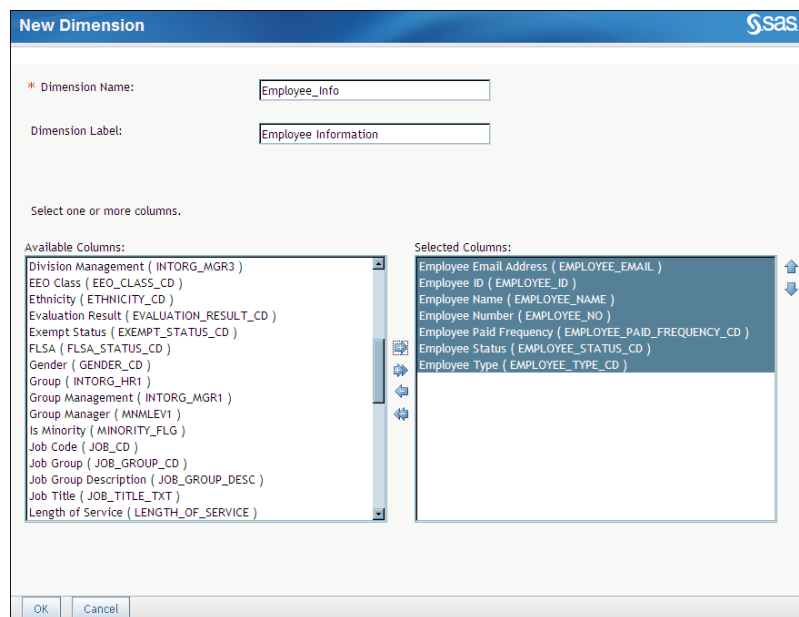 New Dimension
sas
* Dimension Name:
Employee_Info
Dimension Label:
Employee Information
Select one or more columns.
Available Columns:
Division Management ( INTORG_MGR3 )
EEO Class ( EEO_CLASS_CD )
Ethnicity ( ETHNICITY_CD )
Evaluation Result ( EVALUATION_RESULT_CD )
Exempt Status ( EXEMPT_STATUS_CD )
FLSA ( FLSA_STATUS_CD )
Gender ( GENDER_CD )
Group ( INTORG_HR1 )
Group Management ( INTORG_MGR1 )
Group Manager ( MNMLEV1 )
Is Minority ( MINORITY_FLG )
Job Code ( JOB_CD )
Job Group ( JOB_GROUP_CD )
Job Group Description ( JOB_GROUP_DESC )
Job Title ( JOB_TITLE_TXT )
Length of Service ( LENGTH_OF_SERVICE )
Selected Columns:
Employee Email Address ( EMPLOYEE_EMAIL )
Employee ID ( EMPLOYEE_ID )
Employee Name ( EMPLOYEE_NAME )
Employee Number ( EMPLOYEE_NO )
Employee Paid Frequency ( EMPLOYEE_PAID_FREQUENCY_CD )
Employee Status ( EMPLOYEE_STATUS_CD )
Employee Type ( EMPLOYEE_TYPE_CD )
OK
Cancel